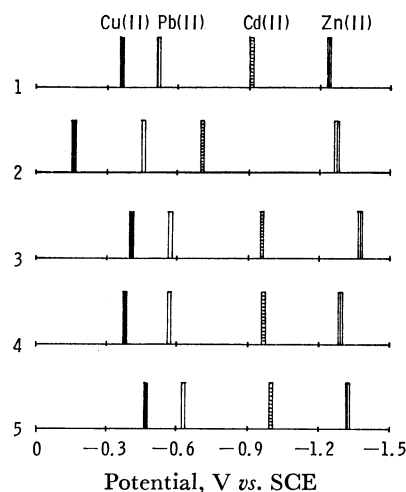 Cu(II) Pb(II) Cd(II) Zn(II)
1
2
3
4
5
0 −0.3 −0.6 −0.9 −1.2 −1.5
Potential, V vs. SCE